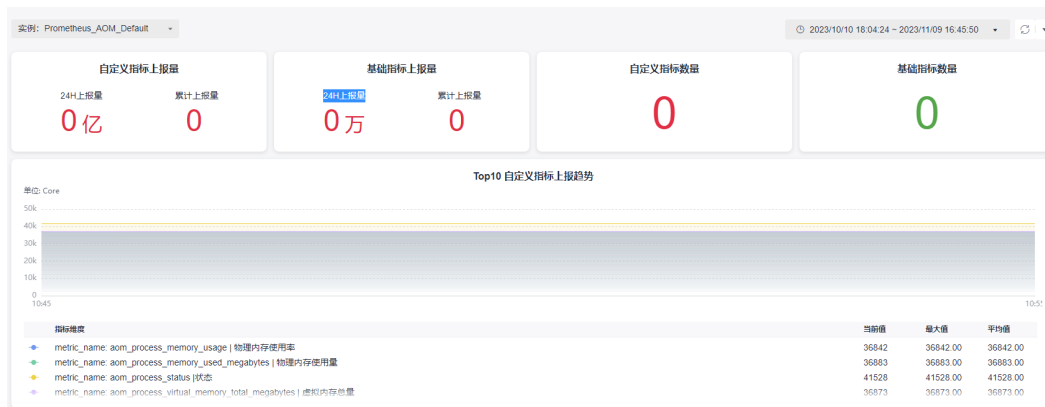 实例: Prometheus_AOM_Default
2023/10/10 18:04:24 ~ 2023/11/09 16:45:50
自定义指标上报量
24H上报量 累计上报量
0 亿 0
基础指标上报量
24H上报量 累计上报量
0 万 0
自定义指标数量
0
基础指标数量
0
Top10 自定义指标上报趋势
单位: Core
50k
40k
30k
20k
10k
0
10:45 10:55
指标维度 当前值 最大值 平均值
metric_name: aom_process_memory_usage | 物理内存使用率 36842 36842.00 36842.00
metric_name: aom_process_memory_used_megabytes | 物理内存使用量 36883 36883.00 36883.00
metric_name: aom_process_status |状态 41528 41528.00 41528.00
metric_name: aom_process_virtual_memory_total_megabytes | 虚拟内存总量 36873 36873.00 36873.00